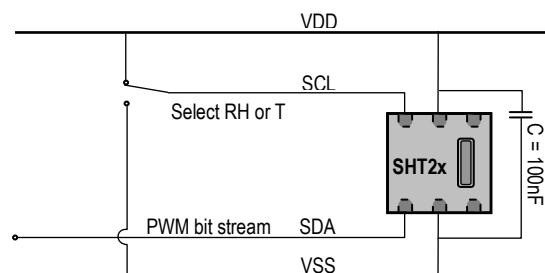 VDD
SCL
Select RH or T
SHT2x
C = 100nF
PWM bit stream
SDA
VSS